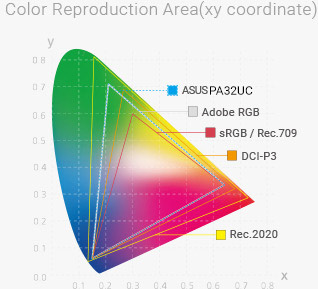 Color Reproduction Area(xy coordinate)
y
0.8
0.7
0.6
0.5
0.4
0.3
0.2
0.1
0.0
ASUS PA32UC
Adobe RGB
sRGB / Rec.709
DCI-P3
Rec.2020
0.1 0.2 0.3 0.4 0.5 0.6 0.7 0.8
x